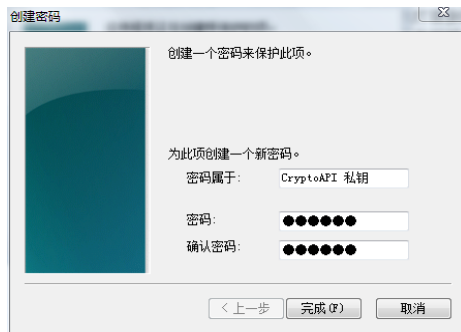 创建密码
创建一个密码来保护此项。
为此项创建一个新密码。
密码属于: CryptoAPI 私钥
密码: ●●●●●●
确认密码: ●●●●●●
< 上一步 完成(F) 取消